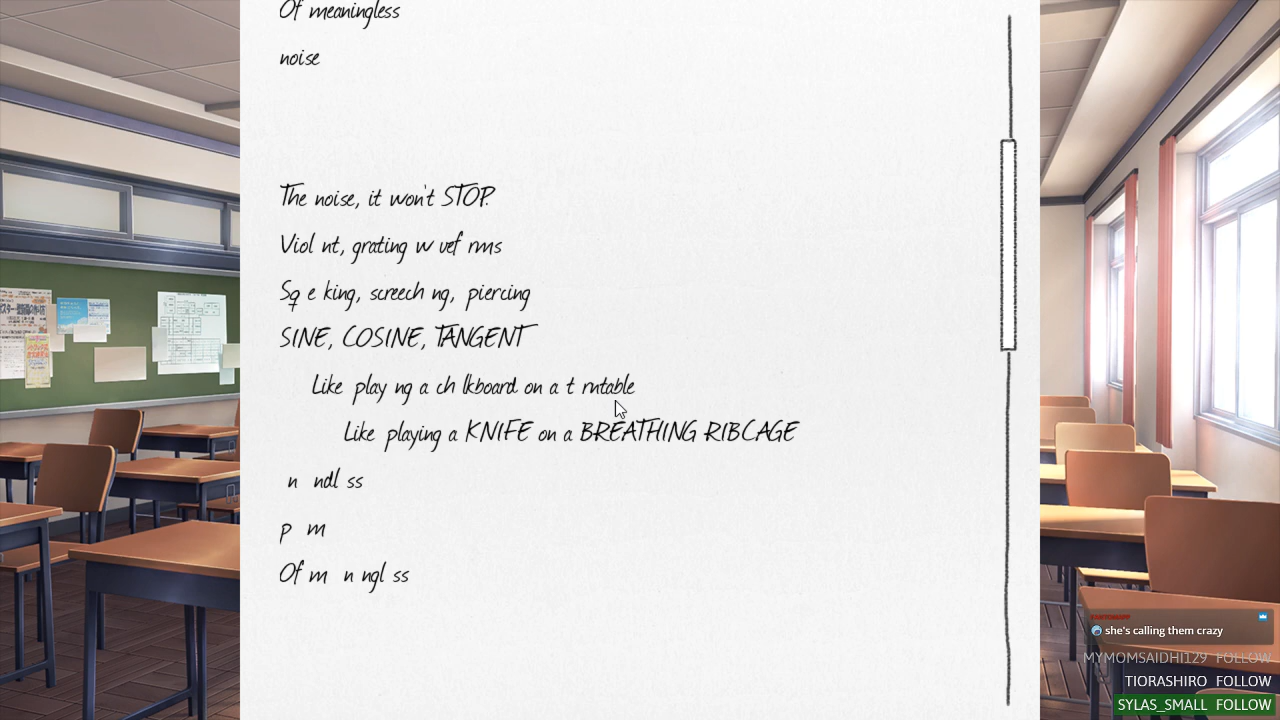 Of meaningless
noise
The noise, it won't STOP.
Viol nt, grating w vef rms
Sq e king, screech ng, piercing
SINE, COSINE, TANGENT
Like play ng a ch lkboard on a t rntable
Like playing a KNIFE on a BREATHING RIBCAGE
n ndl ss
p m
Of m n ngl ss
she's calling them crazy
MYMOMSAIDHI129 FOLLOW
TIORASHIRO FOLLOW
SYLAS_SMALL FOLLOW